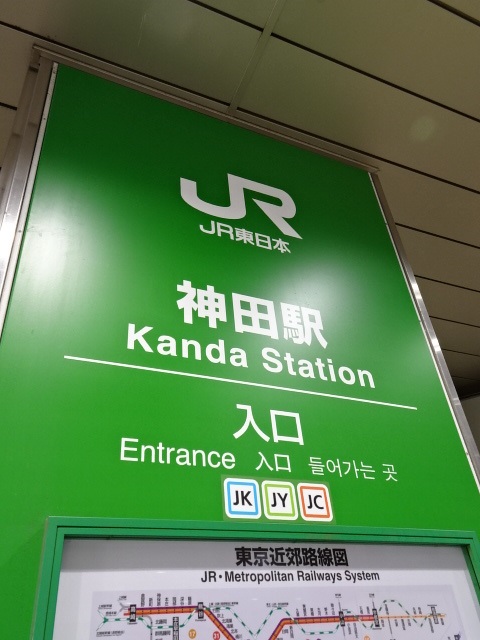 JR
JR東日本
神田駅
Kanda Station
入口
Entrance 入口 들어가는 곳
JK JY JC
東京近郊路線図
JR・Metropolitan Railways System